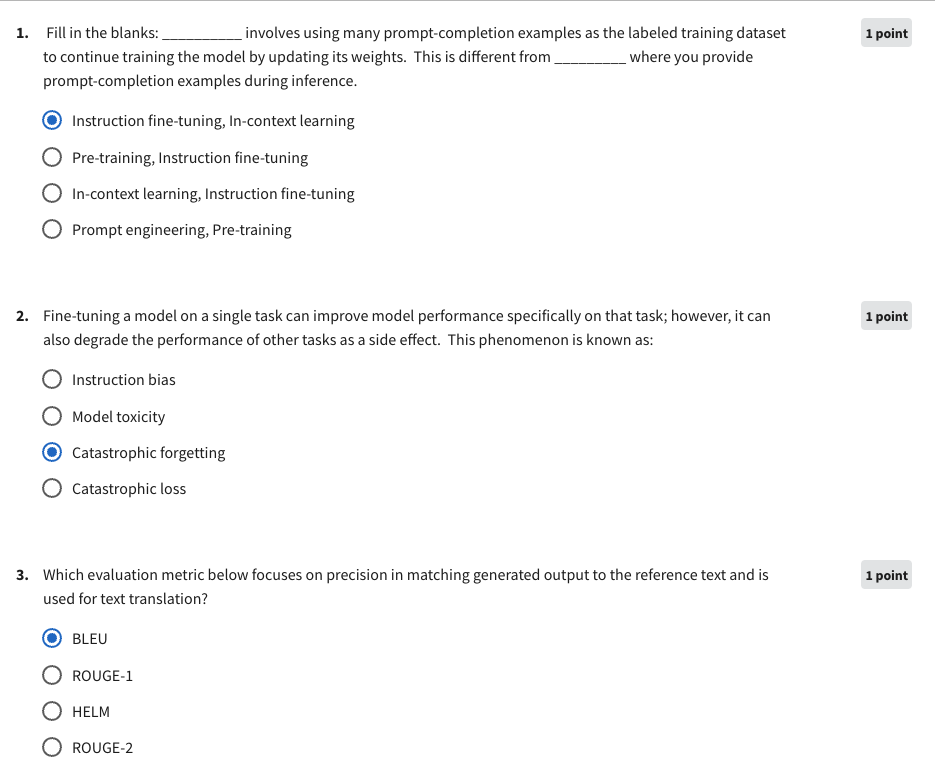 1. Fill in the blanks: __________ involves using many prompt-completion examples as the labeled training dataset
1 point
to continue training the model by updating its weights. This is different from _________ where you provide
prompt-completion examples during inference.
Instruction fine-tuning, In-context learning
Pre-training, Instruction fine-tuning
In-context learning, Instruction fine-tuning
Prompt engineering, Pre-training
2. Fine-tuning a model on a single task can improve model performance specifically on that task; however, it can
1 point
also degrade the performance of other tasks as a side effect. This phenomenon is known as:
Instruction bias
Model toxicity
Catastrophic forgetting
Catastrophic loss
3. Which evaluation metric below focuses on precision in matching generated output to the reference text and is
1 point
used for text translation?
BLEU
ROUGE-1
HELM
ROUGE-2